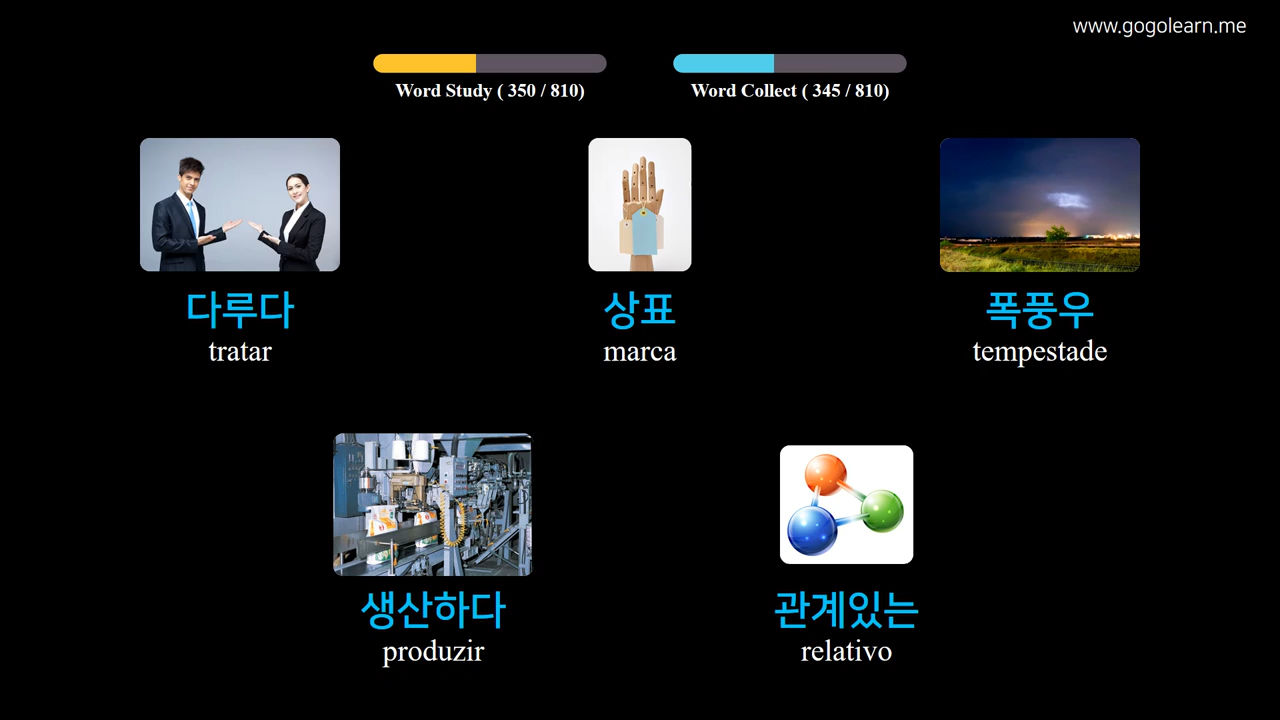 www.gogolearn.me
Word Study ( 350 / 810)
Word Collect ( 345 / 810)
다루다
tratar
상표
marca
폭풍우
tempestade
생산하다
produzir
관계있는
relativo